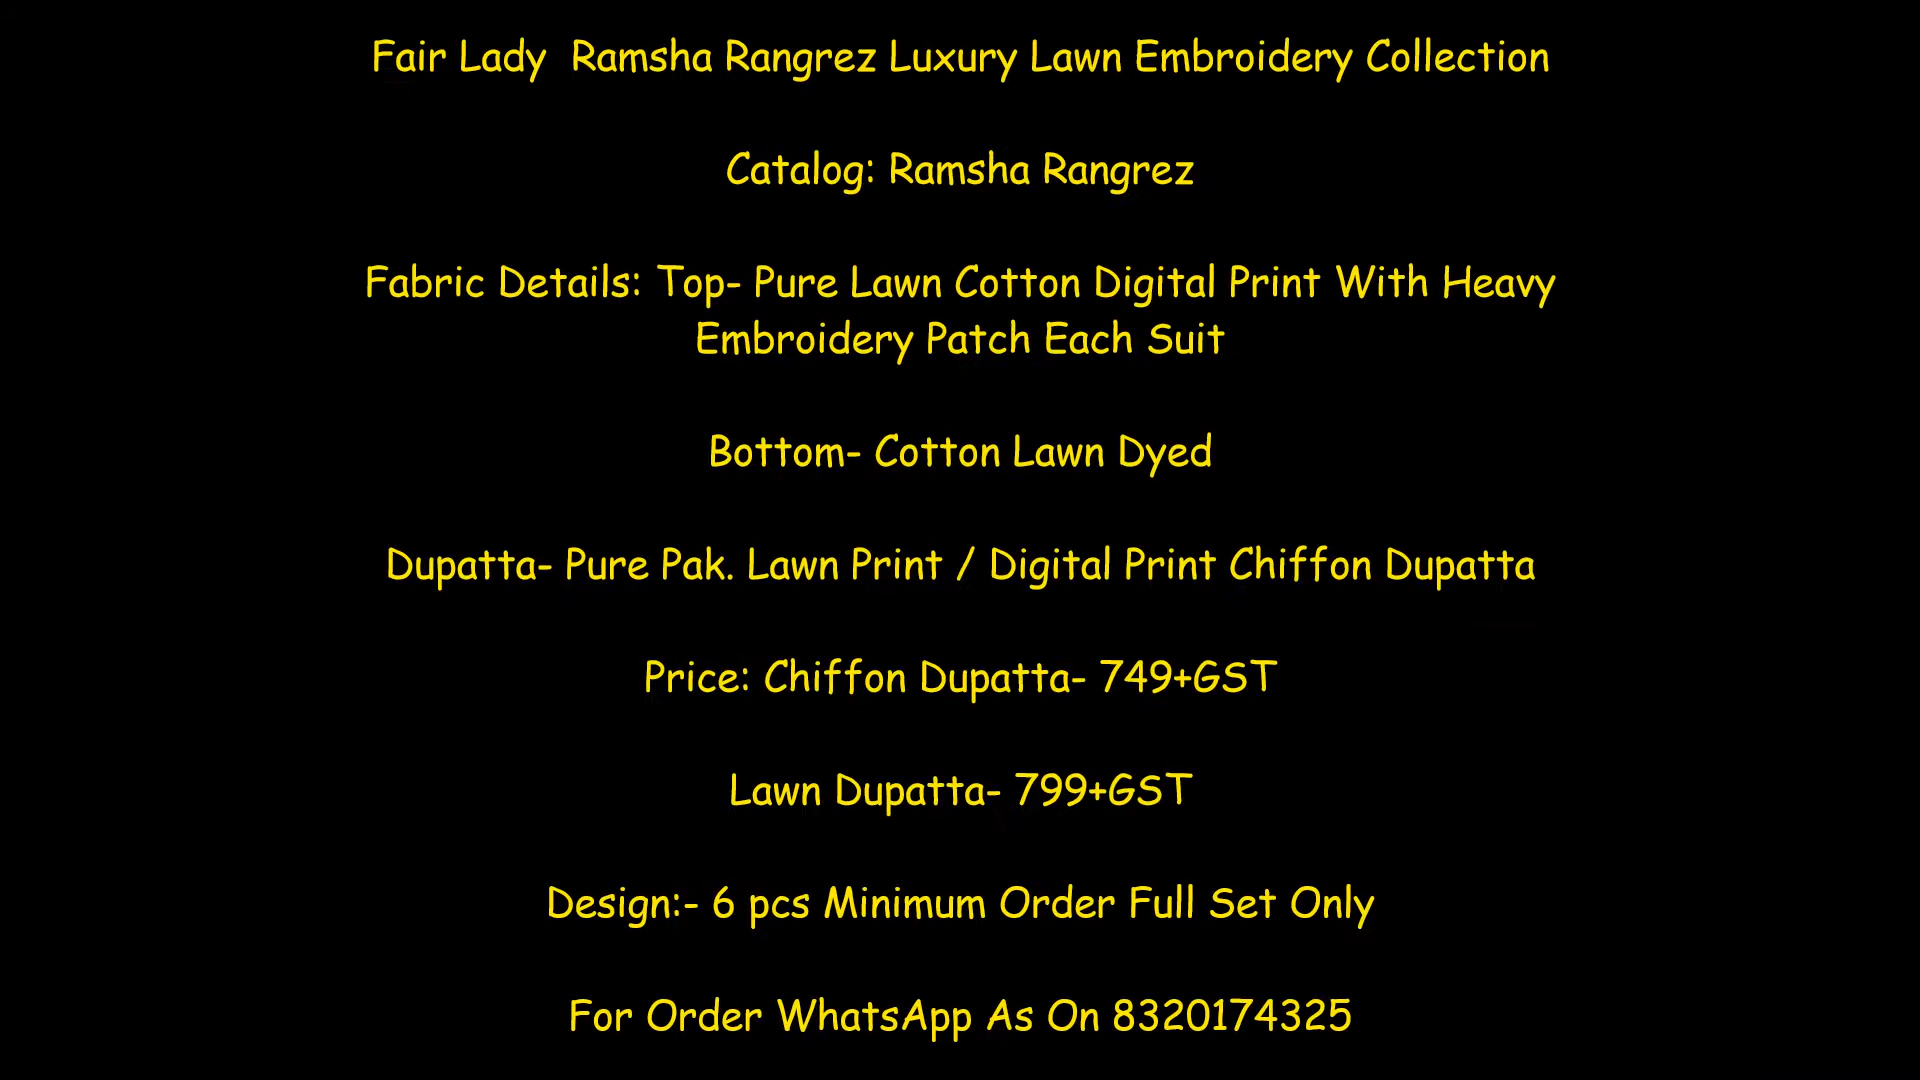 Fair Lady  Ramsha Rangrez Luxury Lawn Embroidery Collection
Catalog: Ramsha Rangrez
Fabric Details: Top- Pure Lawn Cotton Digital Print With Heavy
Embroidery Patch Each Suit
Bottom- Cotton Lawn Dyed
Dupatta- Pure Pak. Lawn Print / Digital Print Chiffon Dupatta
Price: Chiffon Dupatta- 749+GST
Lawn Dupatta- 799+GST
Design:- 6 pcs Minimum Order Full Set Only
For Order WhatsApp As On 8320174325